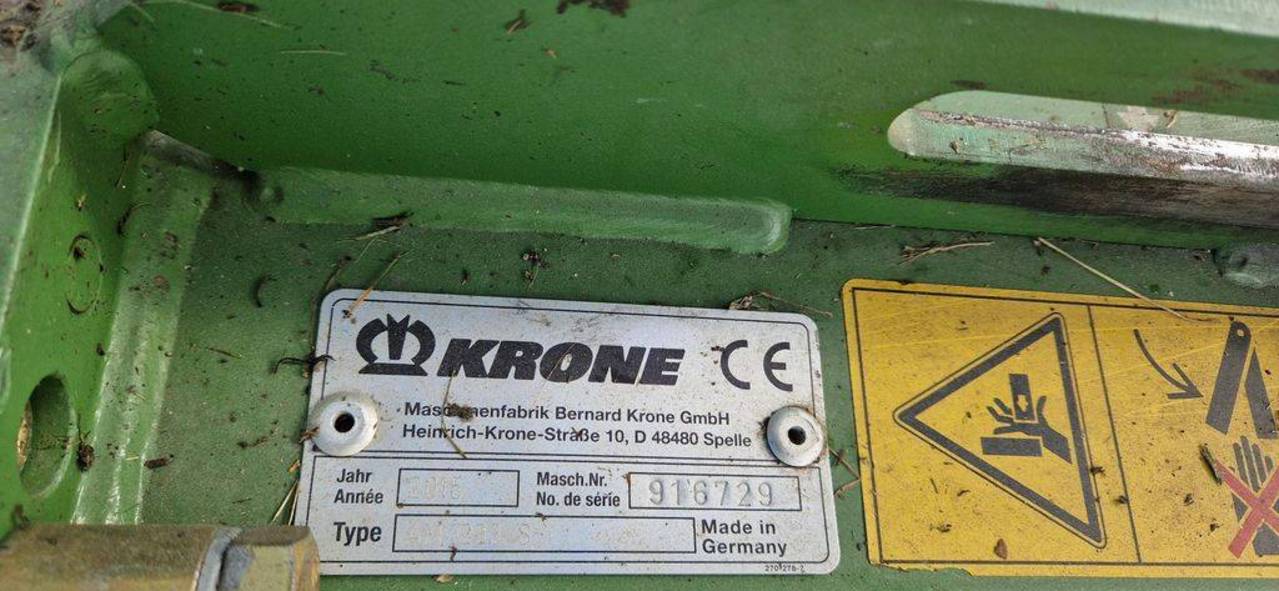 KRONE CE
Maschinenfabrik Bernard Krone GmbH
Heinrich-Krone-Straße 10, D 48480 Spelle
Jahr
Année
Masch.Nr.
No. de série
916729
Type
Made in
Germany